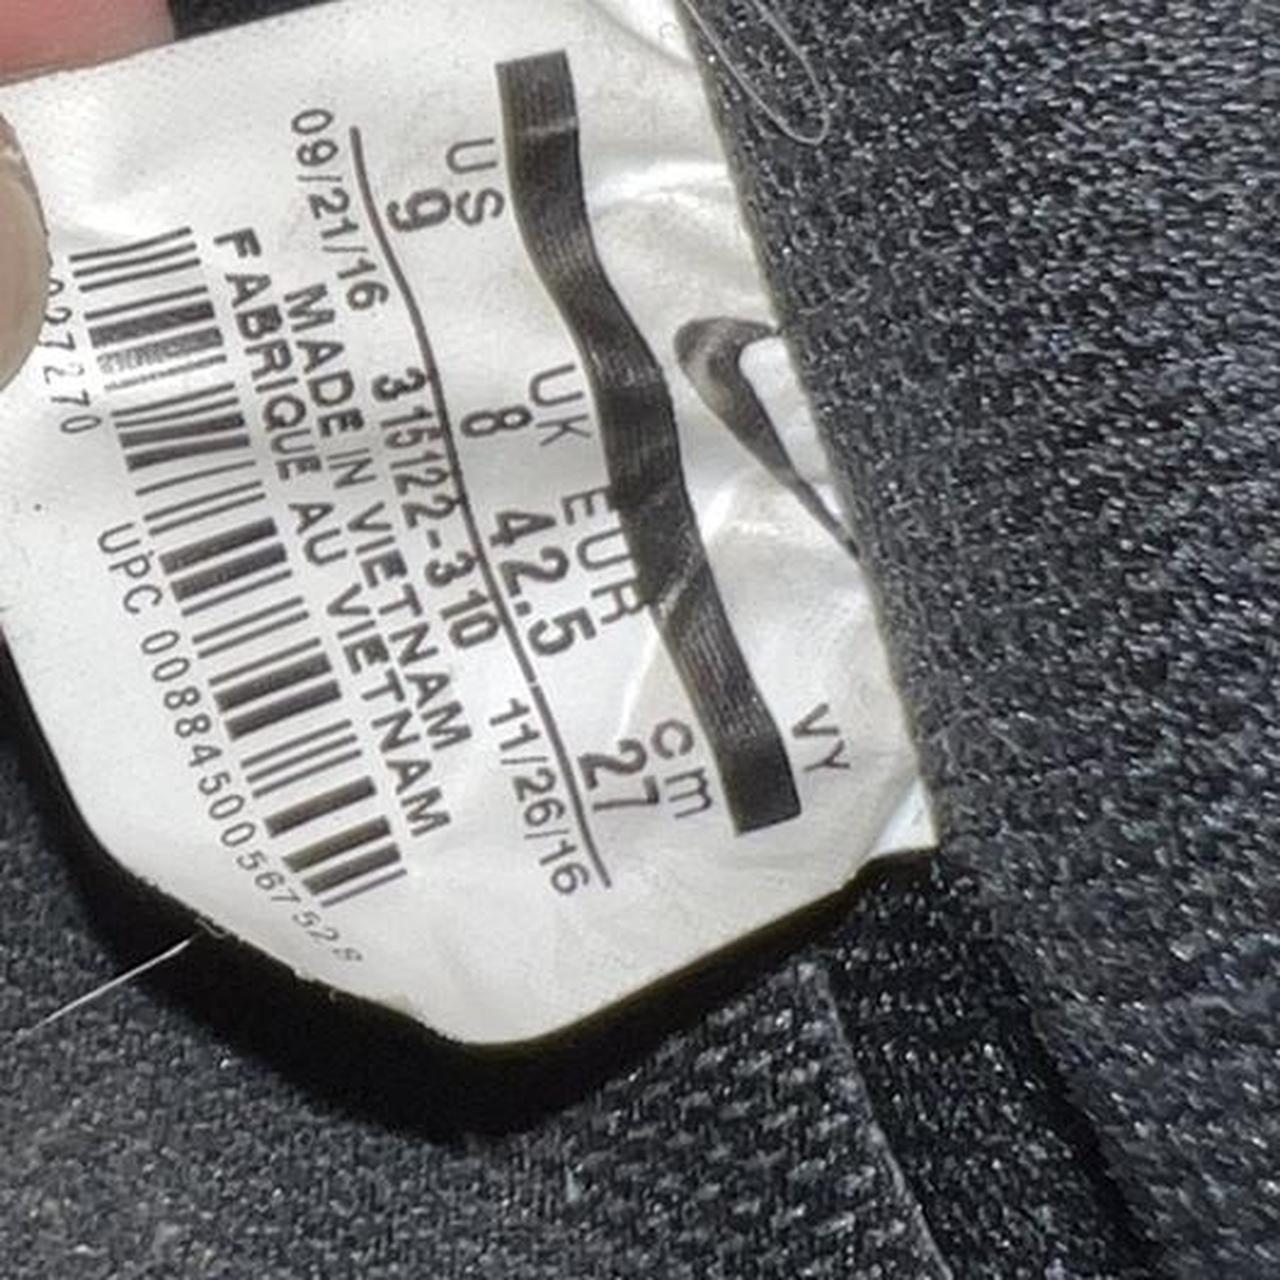 VY
US UK EUR cm
9 8 42.5 27
09/21/16 315122-310 11/26/16
MADE IN VIETNAM
FABRIQUE AU VIETNAM
UPC 00884500567528